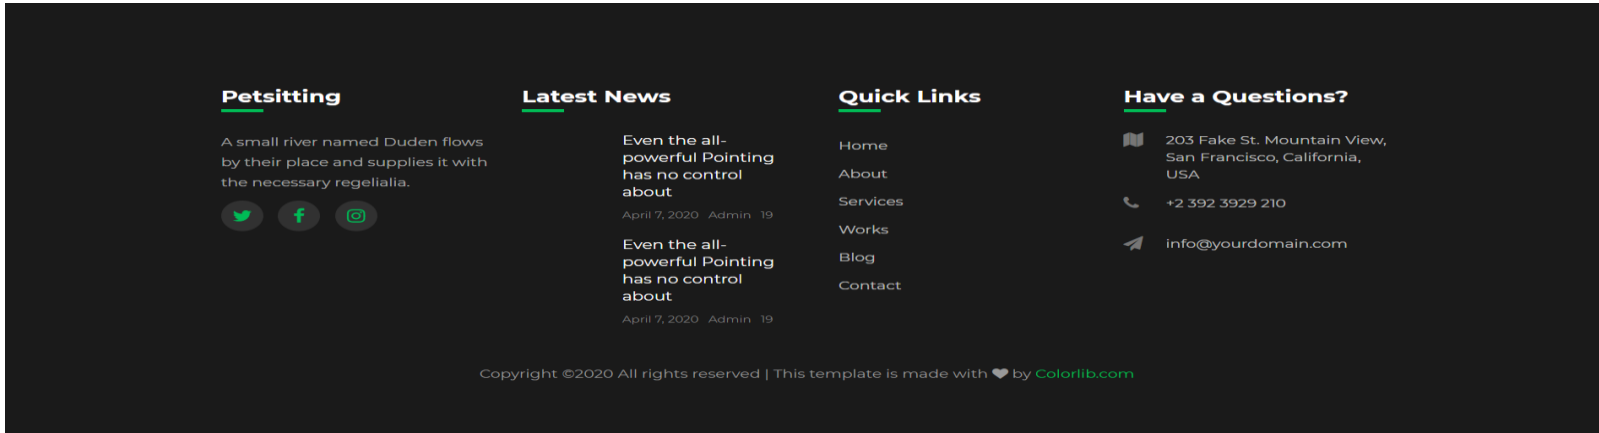 Petsitting
A small river named Duden flows
by their place and supplies it with
the necessary regelialia.
Latest News
Even the all-
powerful Pointing
has no control
about
April 7, 2020 Admin 19
Even the all-
powerful Pointing
has no control
about
April 7, 2020 Admin 19
Quick Links
Home
About
Services
Works
Blog
Contact
Have a Questions?
203 Fake St. Mountain View,
San Francisco, California,
USA
+2 392 3929 210
info@yourdomain.com
Copyright ©2020 All rights reserved | This template is made with ❤ by Colorlib.com